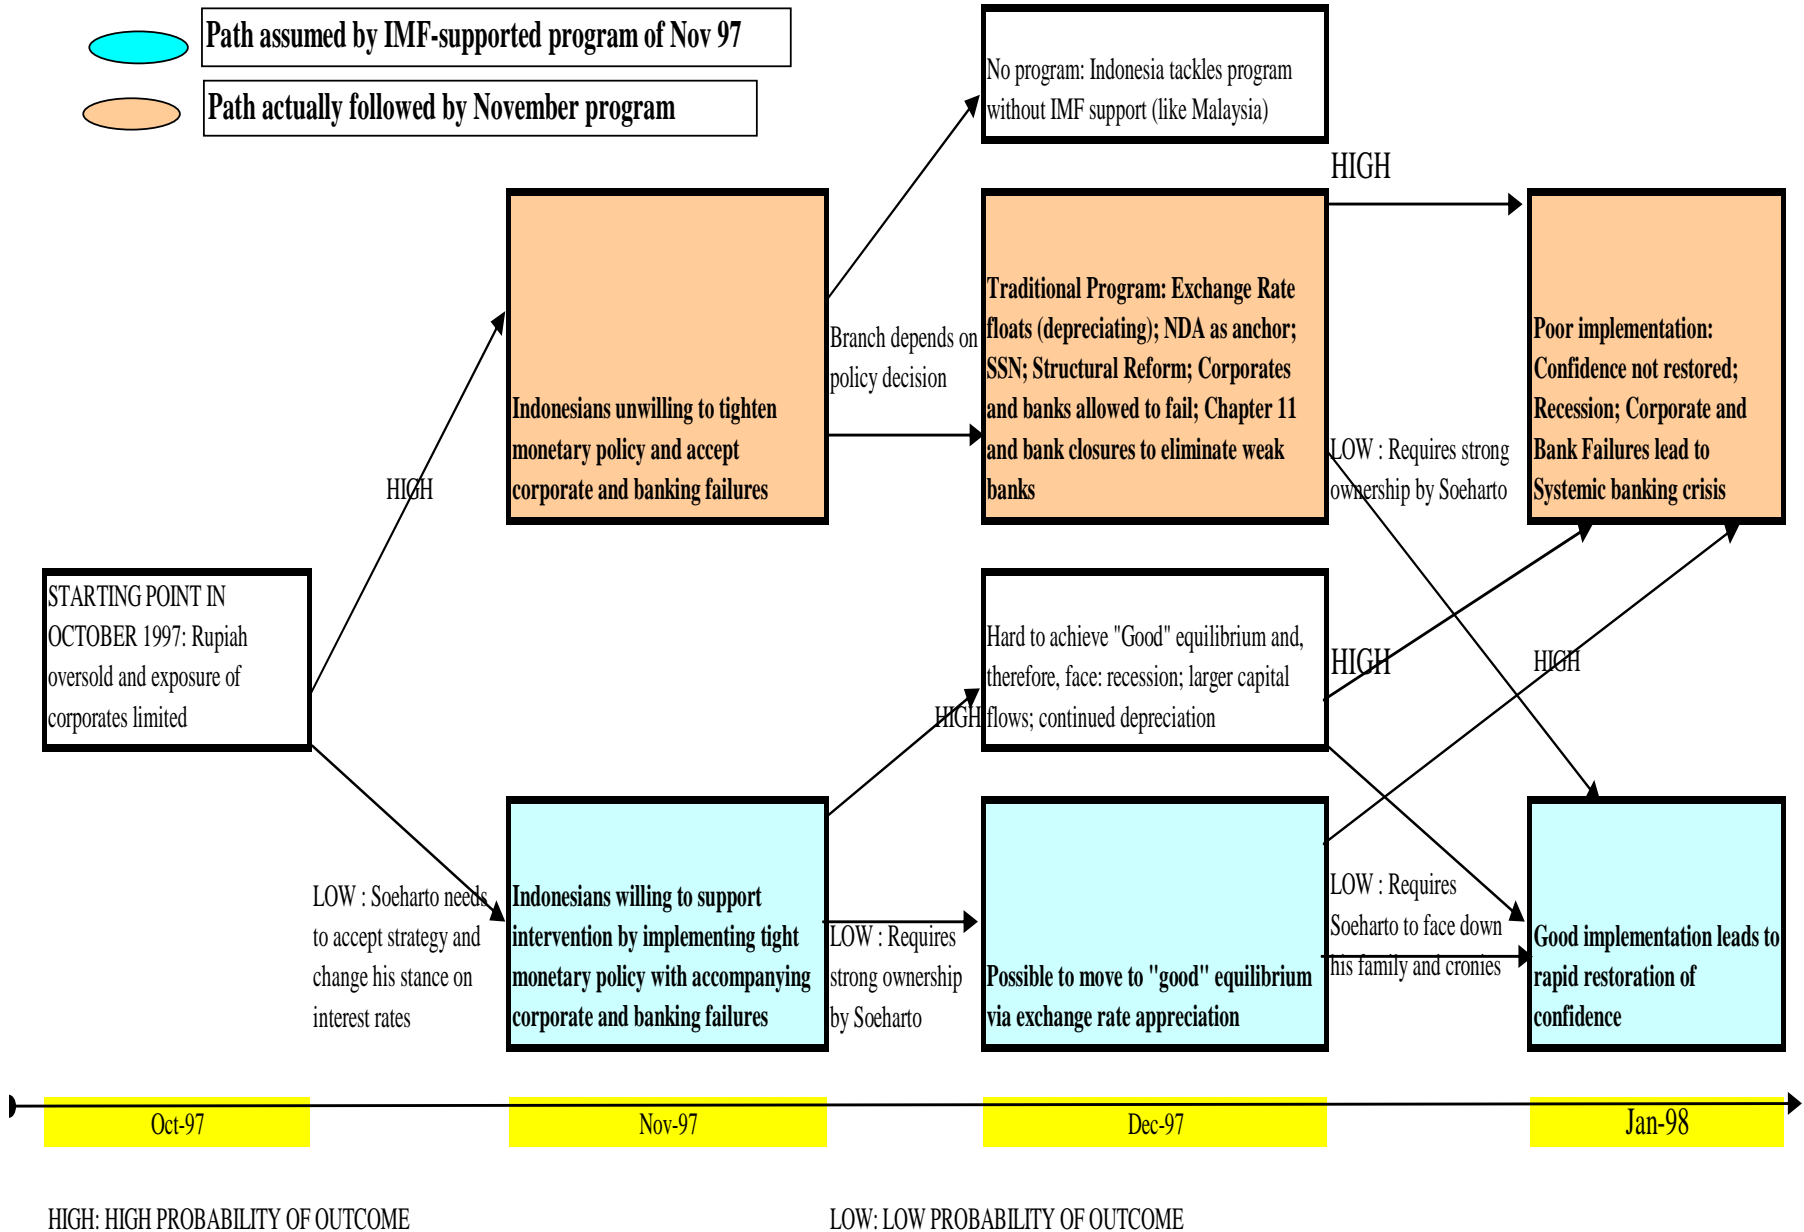 Path assumed by IMF-supported program of Nov 97
Path actually followed by November program
No program: Indonesia tackles program
without IMF support (like Malaysia)
HIGH
Traditional Program: Exchange Rate
floats (depreciating); NDA as anchor;
SSN; Structural Reform; Corporates
and banks allowed to fail; Chapter 11
and bank closures to eliminate weak
banks
Poor implementation:
Confidence not restored;
Recession; Corporate and
Bank Failures lead to
Systemic banking crisis
Branch depends on
policy decision
Indonesians unwilling to tighten
monetary policy and accept
corporate and banking failures
HIGH
LOW : Requires strong
ownership by Soeharto
STARTING POINT IN
OCTOBER 1997: Rupiah
oversold and exposure of
corporates limited
Hard to achieve "Good" equilibrium and,
therefore, face: recession; larger capital
flows; continued depreciation
HIGH
HIGH
HIGH
LOW : Soeharto needs
to accept strategy and
change his stance on
interest rates
Indonesians willing to support
intervention by implementing tight
monetary policy with accompanying
corporate and banking failures
LOW : Requires
strong ownership
by Soeharto
Possible to move to "good" equilibrium
via exchange rate appreciation
LOW : Requires
Soeharto to face down
his family and cronies
Good implementation leads to
rapid restoration of
confidence
Oct-97
Nov-97
Dec-97
Jan-98
HIGH: HIGH PROBABILITY OF OUTCOME
LOW: LOW PROBABILITY OF OUTCOME